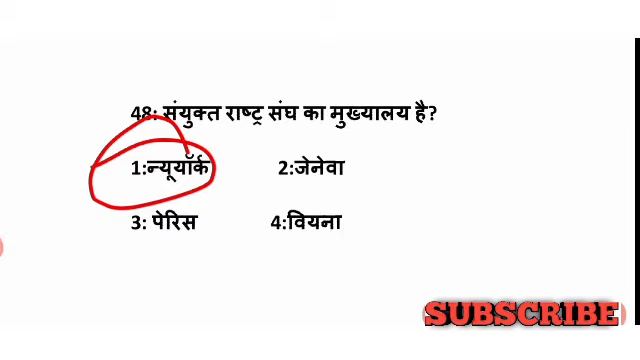 48: संयुक्त राष्ट्र संघ का मुख्यालय है?
1:न्यूयॉर्क 2:जेनेवा
3: पेरिस 4:वियना
SUBSCRIBE